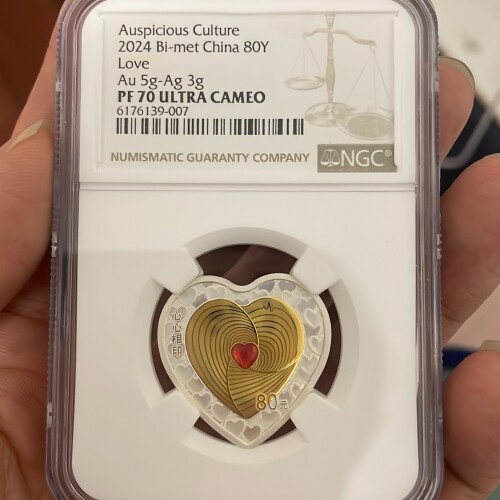 Auspicious Culture
2024 Bi-met China 80Y
Love
Au 5g-Ag 3g
PF 70 ULTRA CAMEO
6176139-007
NUMISMATIC GUARANTY COMPANY NGC®
心心相印
80元